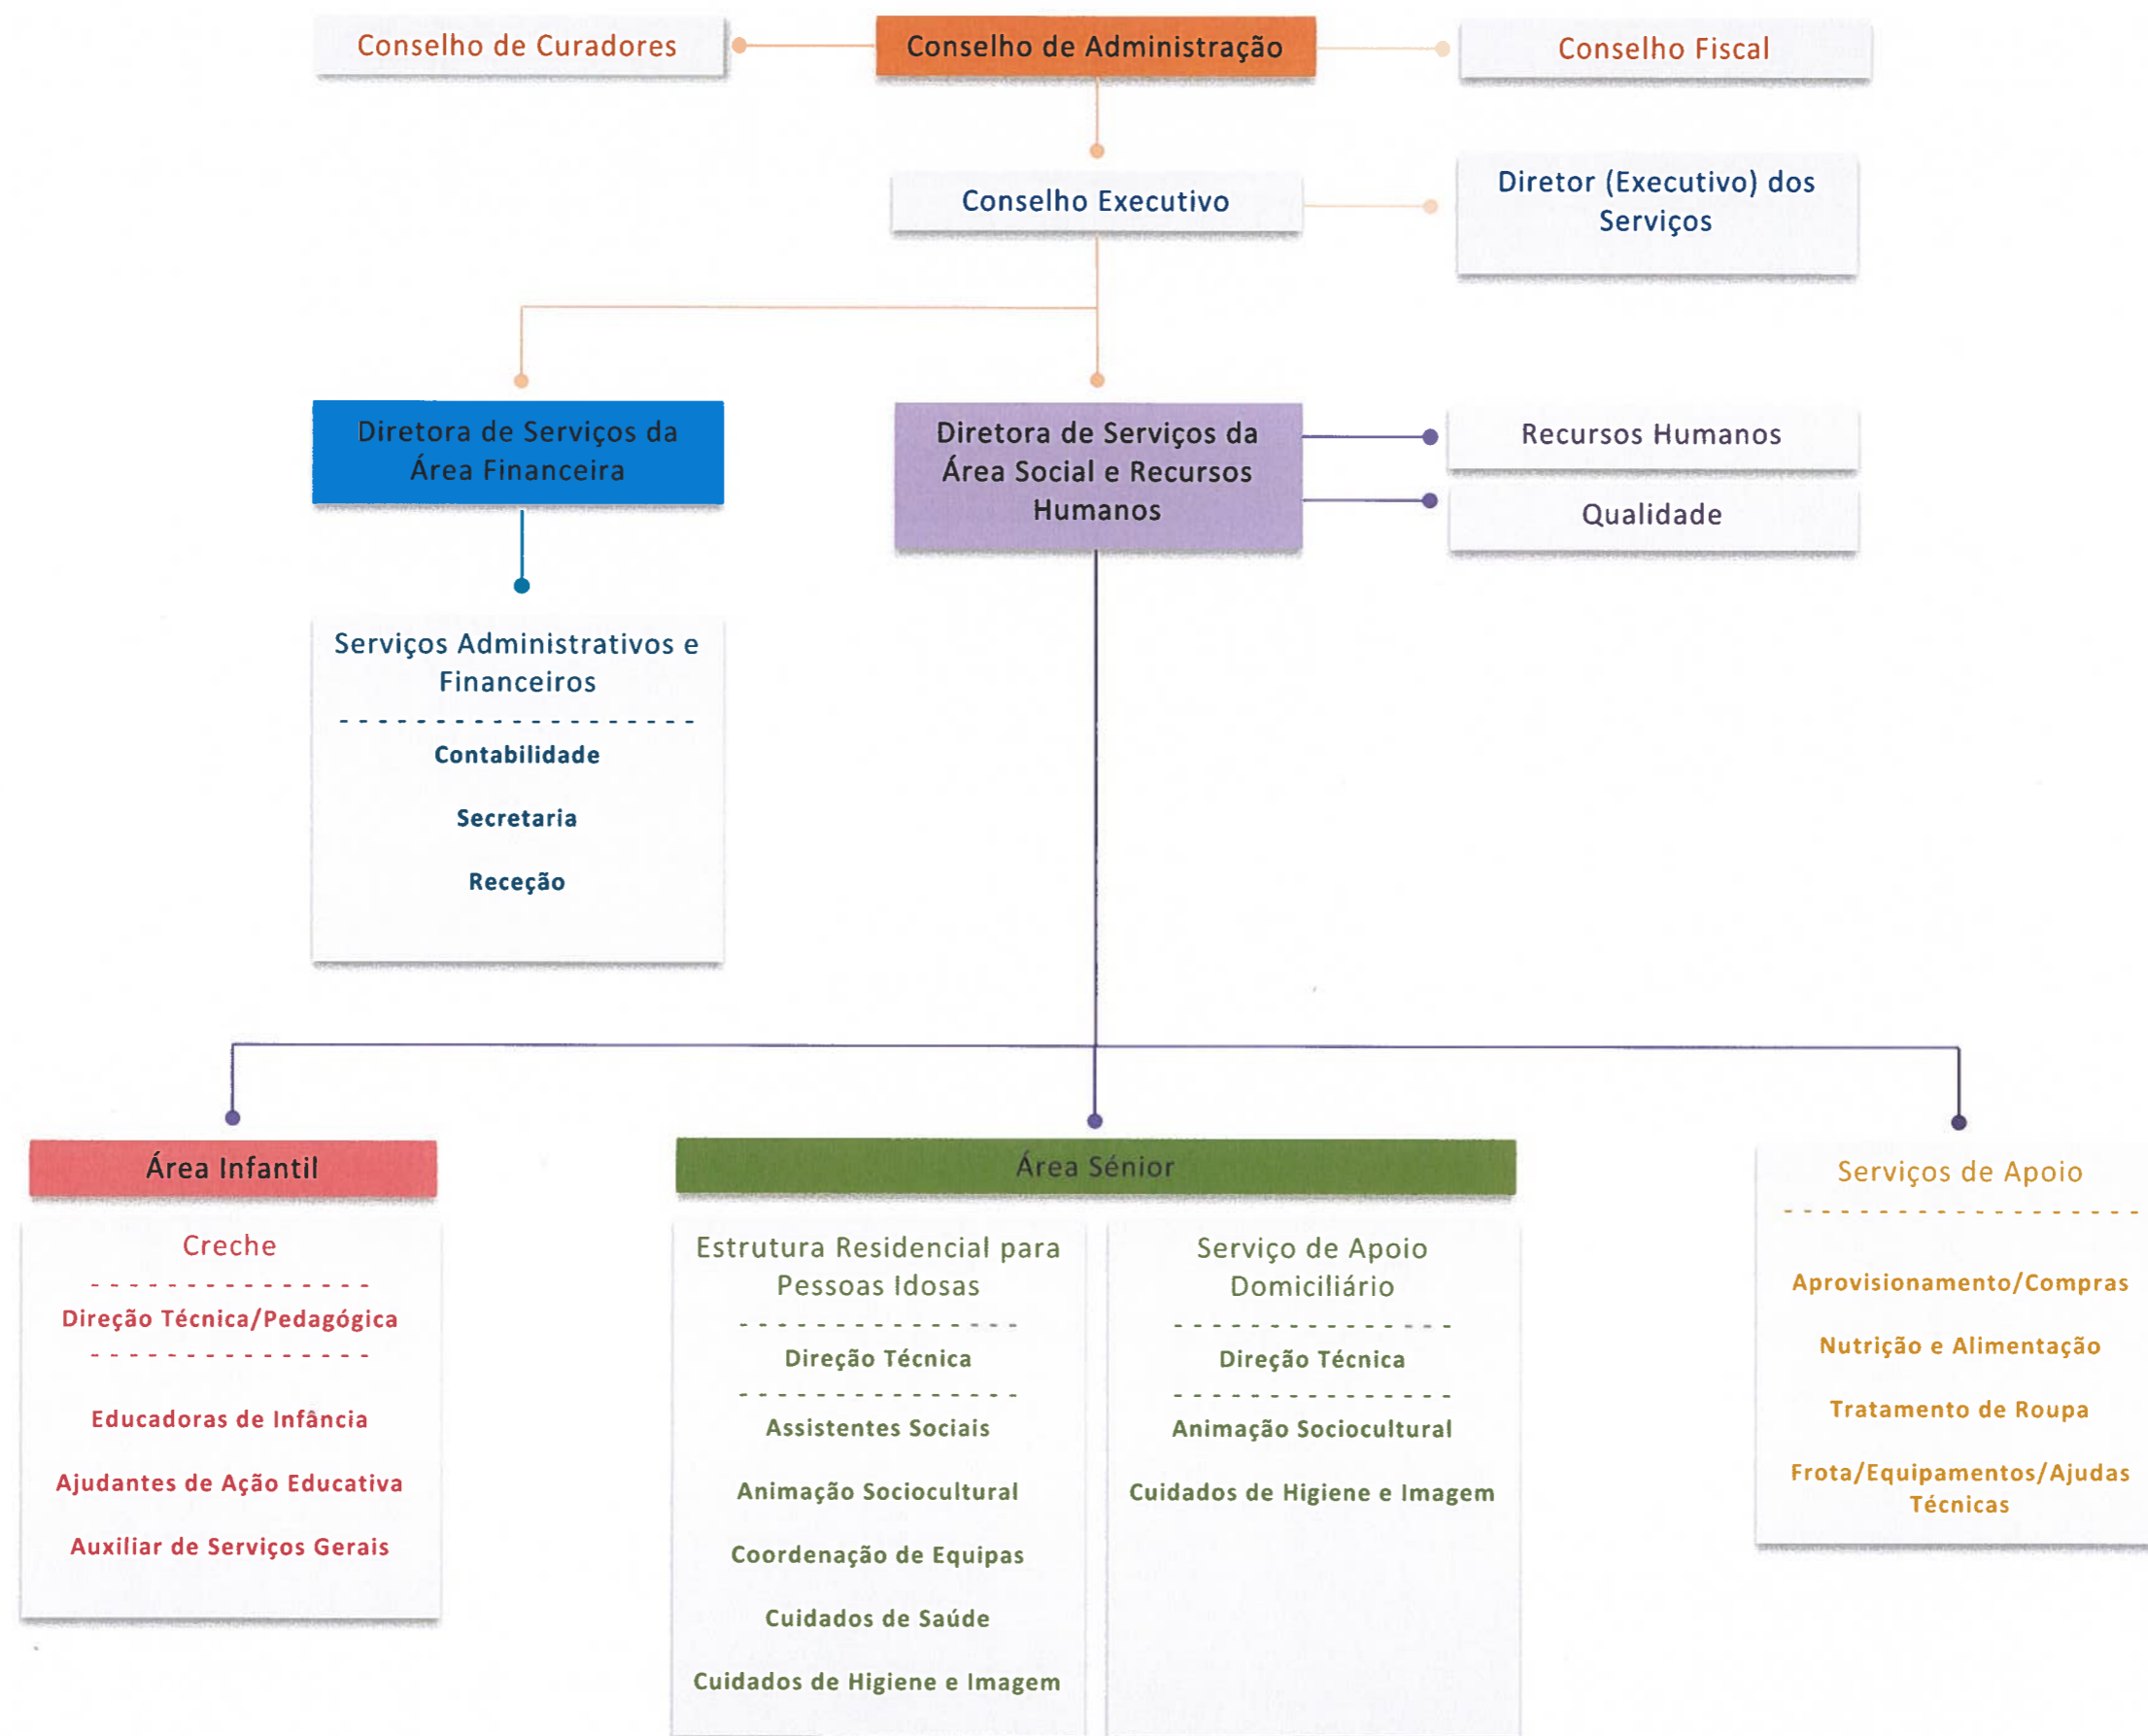 Conselho de Curadores
Conselho de Administração
Conselho Fiscal
Conselho Executivo
Diretor (Executivo) dos
Serviços
Diretora de Serviços da
Área Financeira
Diretora de Serviços da
Área Social e Recursos
Humanos
Recursos Humanos
Qualidade
Serviços Administrativos e
Financeiros
Contabilidade
Secretaria
Receção
Área Infantil
Creche
Direção Técnica/Pedagógica
Educadoras de Infância
Ajudantes de Ação Educativa
Auxiliar de Serviços Gerais
Área Sénior
Estrutura Residencial para
Pessoas Idosas
Direção Técnica
Assistentes Sociais
Animação Sociocultural
Coordenação de Equipas
Cuidados de Saúde
Cuidados de Higiene e Imagem
Serviço de Apoio
Domiciliário
Direção Técnica
Animação Sociocultural
Cuidados de Higiene e Imagem
Serviços de Apoio
Aprovisionamento/Compras
Nutrição e Alimentação
Tratamento de Roupa
Frota/Equipamentos/Ajudas
Técnicas